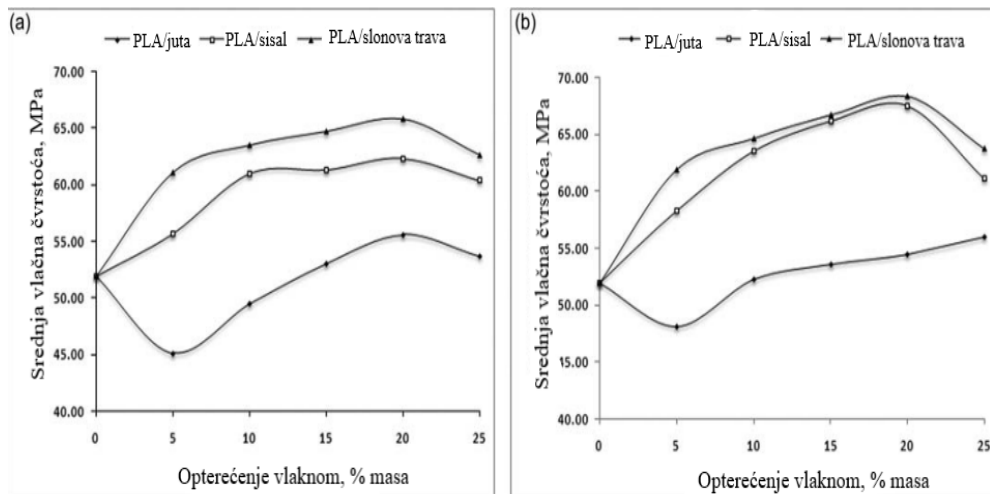 (a)
PLA/juta PLA/sisal PLA/slonova trava
Srednja vlačna čvrstoća, MPa
70.00
65.00
60.00
55.00
50.00
45.00
40.00
0 5 10 15 20 25
Opterećenje vlaknom, % masa
(b)
PLA/juta PLA/sisal PLA/slonova trava
Srednja vlačna čvrstoća, MPa
70.00
65.00
60.00
55.00
50.00
45.00
40.00
0 5 10 15 20 25
Opterećenje vlaknom, % masa